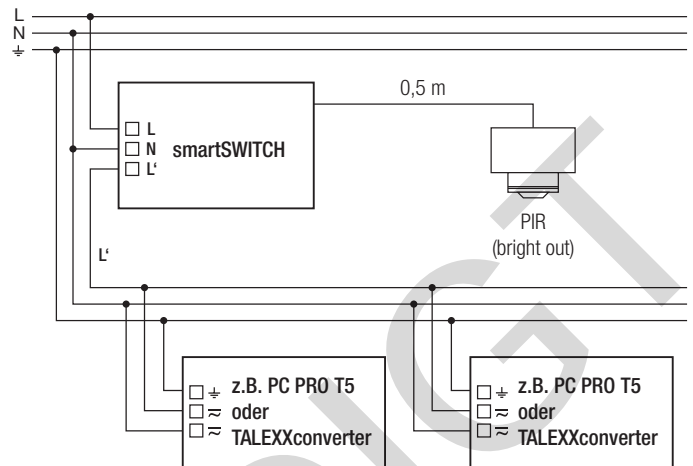 L
N
⏚
0,5 m
L
N smartSWITCH
L‘
PIR
(bright out)
L‘
⏚ z.B. PC PRO T5
≂ oder
≂ TALEXXconverter
⏚ z.B. PC PRO T5
≂ oder
≂ TALEXXconverter